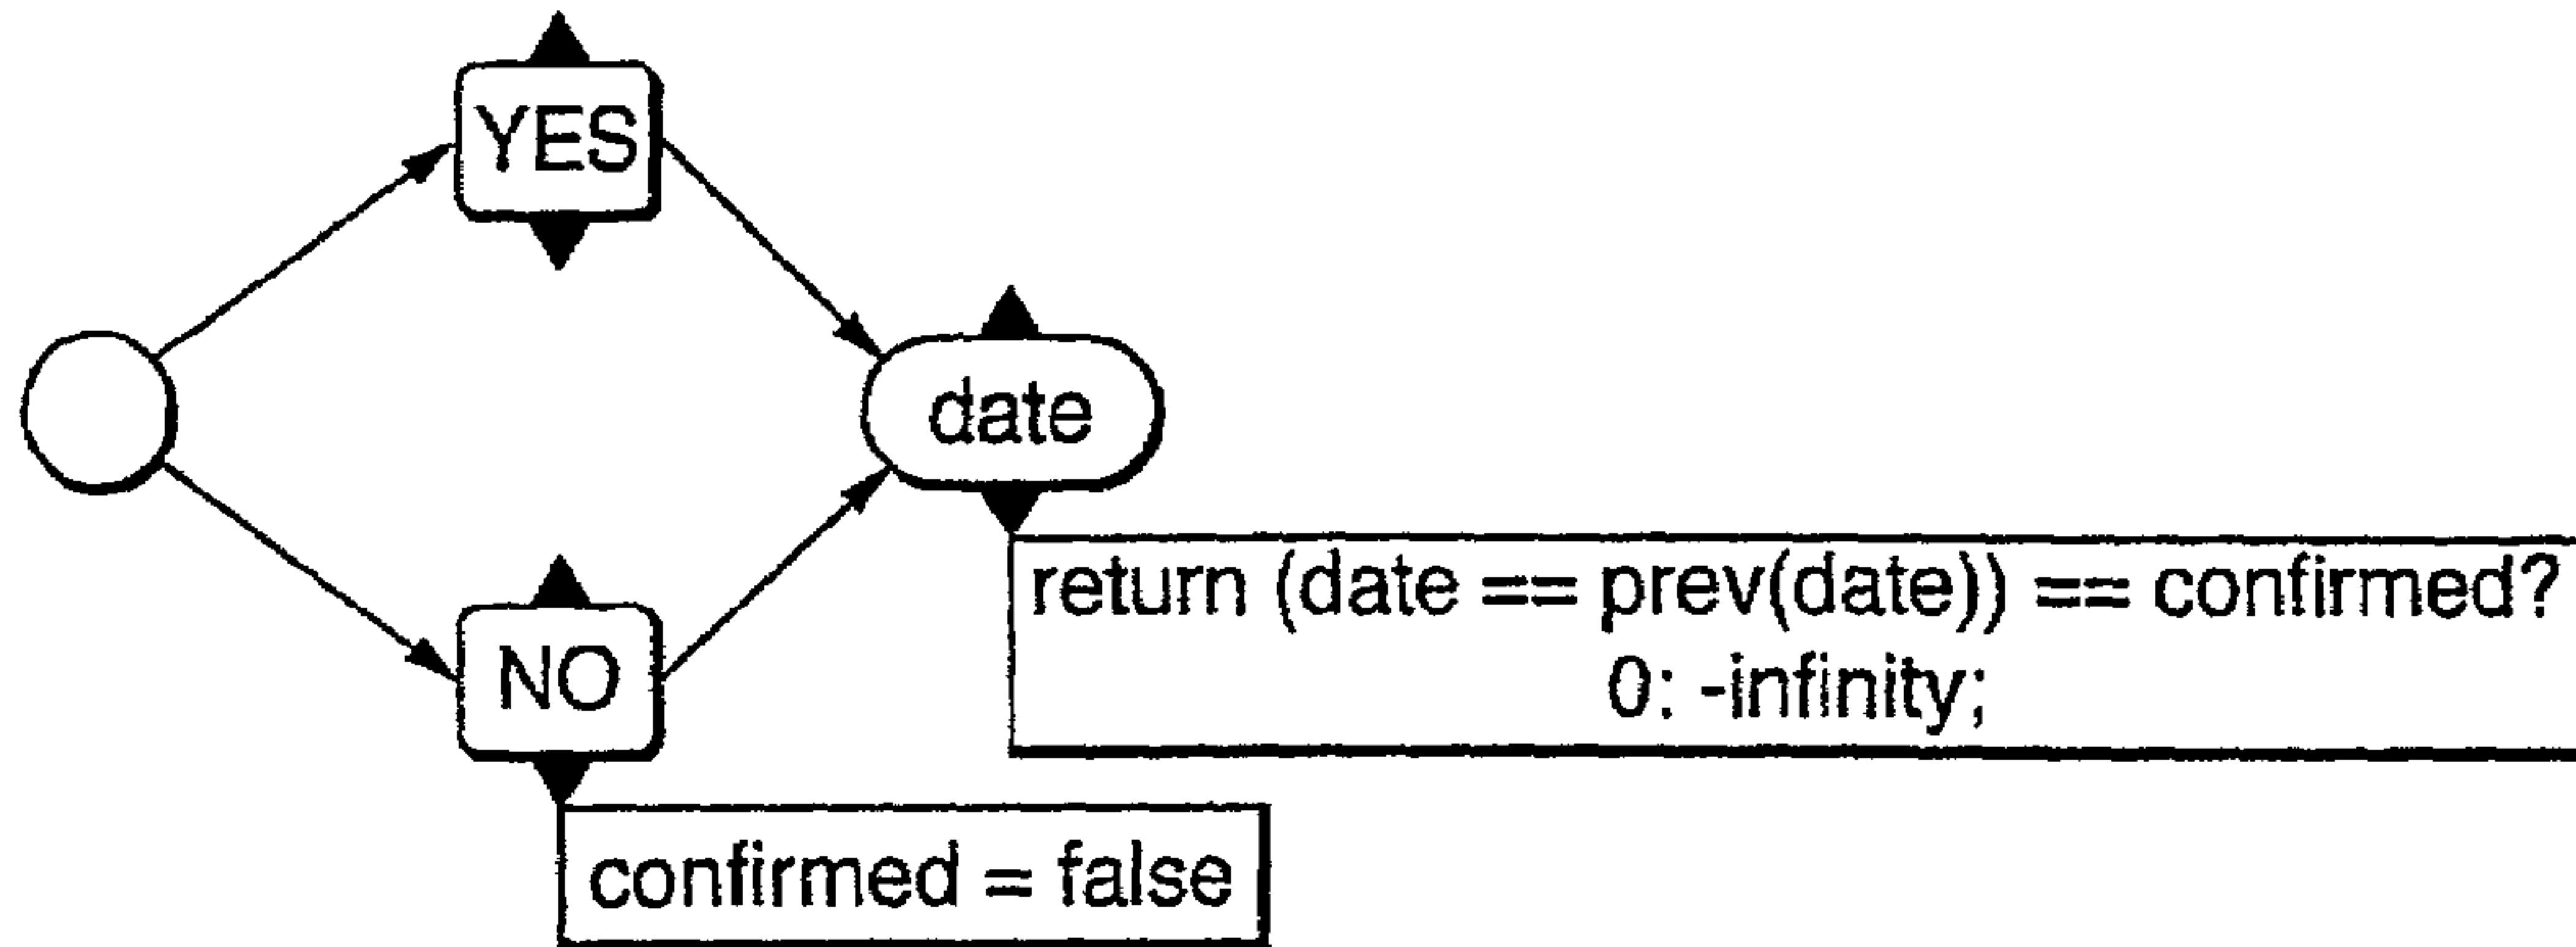 YES
date
return (date == prev(date)) == confirmed?
0: -infinity;
NO
confirmed = false